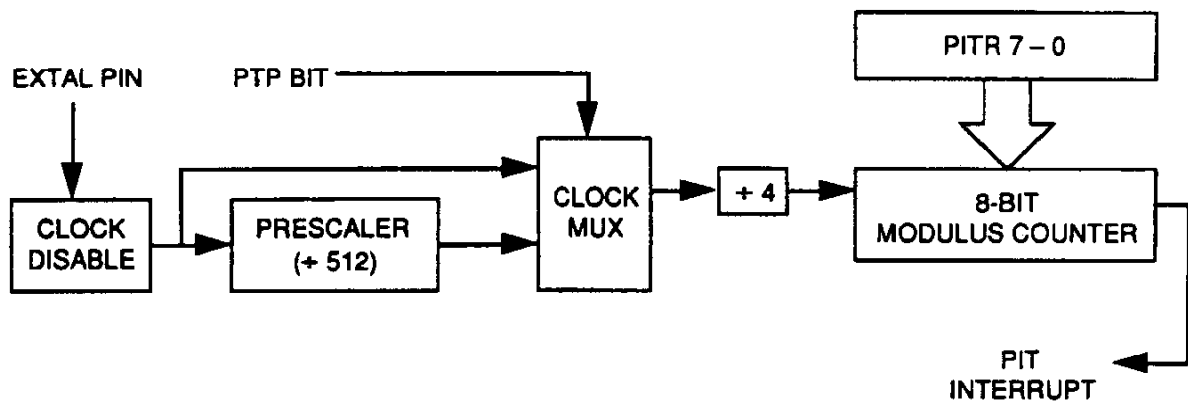 PITR 7 – 0
EXTAL PIN
PTP BIT
CLOCK
DISABLE
PRESCALER
(÷ 512)
CLOCK
MUX
÷ 4
8-BIT
MODULUS COUNTER
PIT
INTERRUPT